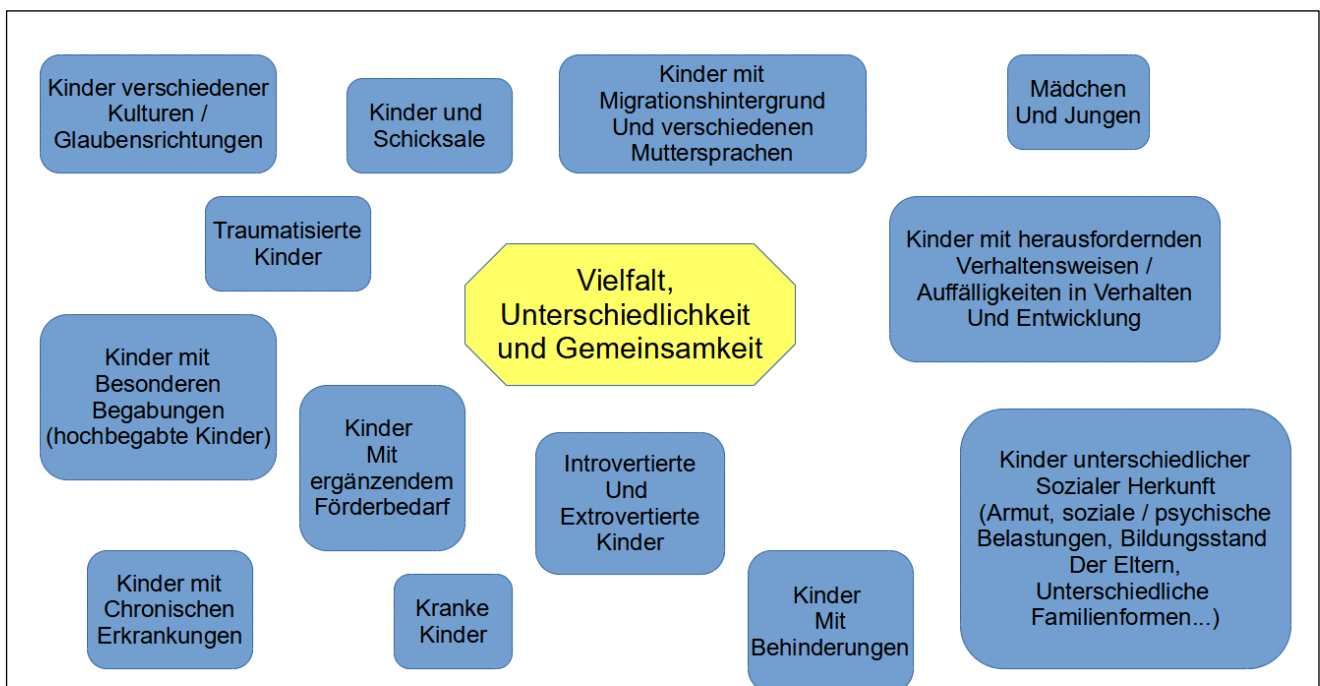 Kinder verschiedener
Kulturen /
Glaubensrichtungen
Kinder und
Schicksale
Kinder mit
Migrationshintergrund
Und verschiedenen
Muttersprachen
Mädchen
Und Jungen
Traumatisierte
Kinder
Vielfalt,
Unterschiedlichkeit
und Gemeinsamkeit
Kinder mit herausfordernden
Verhaltensweisen /
Auffälligkeiten in Verhalten
Und Entwicklung
Kinder mit
Besonderen
Begabungen
(hochbegabte Kinder)
Kinder
Mit
ergänzendem
Förderbedarf
Introvertierte
Und
Extrovertierte
Kinder
Kinder unterschiedlicher
Sozialer Herkunft
(Armut, soziale / psychische
Belastungen, Bildungsstand
Der Eltern,
Unterschiedliche
Familienformen...)
Kinder mit
Chronischen
Erkrankungen
Kranke
Kinder
Kinder
Mit
Behinderungen